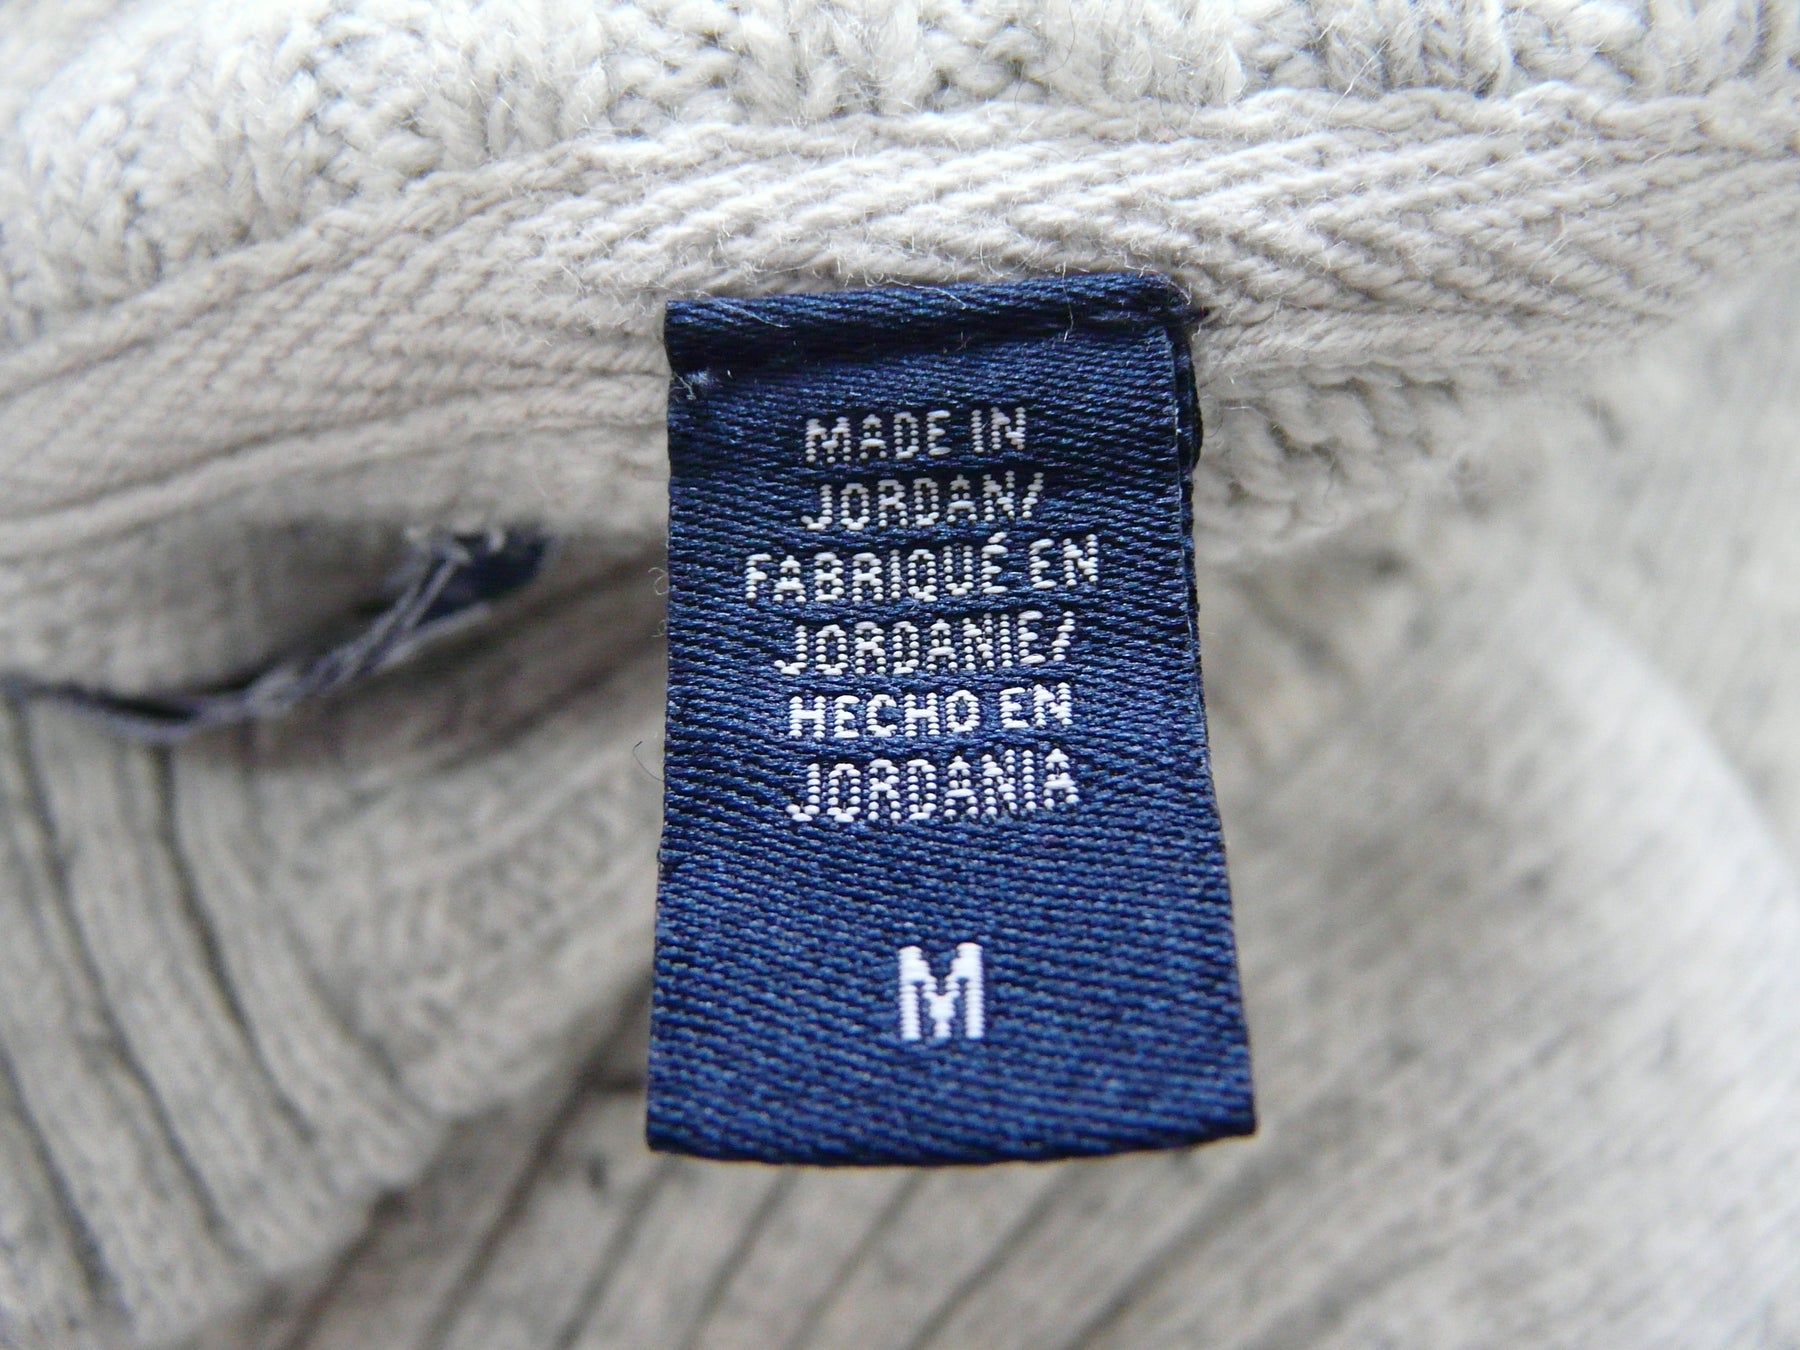 MADE IN
JORDAN/
FABRIQUÉ EN
JORDANIE/
HECHO EN
JORDANIA
M